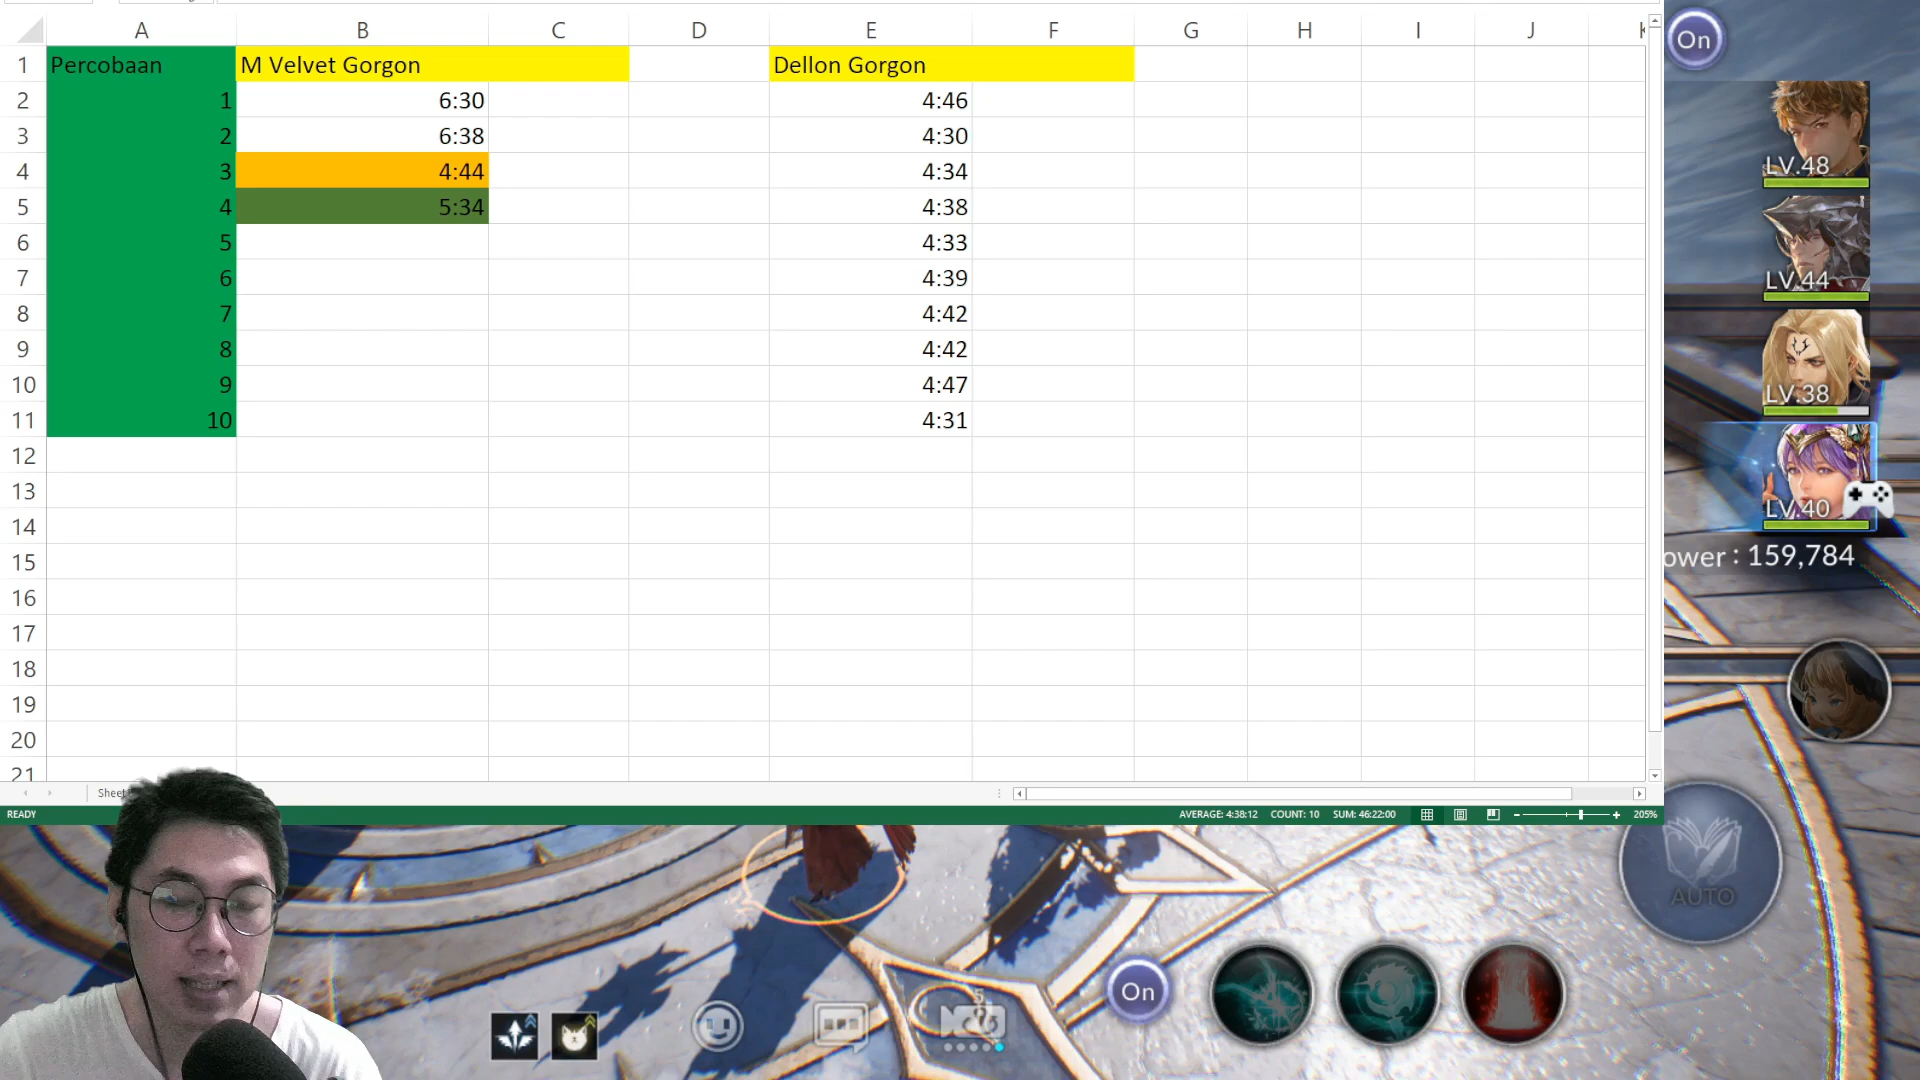 A B C D E F G H I J K
1 Percobaan M Velvet Gorgon Dellon Gorgon
2 1 6:30 4:46
3 2 6:38 4:30
4 3 4:44 4:34
5 4 5:34 4:38
6 5 4:33
7 6 4:39
8 7 4:42
9 8 4:42
10 9 4:47
11 10 4:31
12
13
14
15
16
17
18
19
20
21
Sheet
READY AVERAGE: 4:38:12 COUNT: 10 SUM: 46:22:00 205%
On
LV.48
LV.44
LV.38
LV.40
ower : 159,784
AUTO
On
5